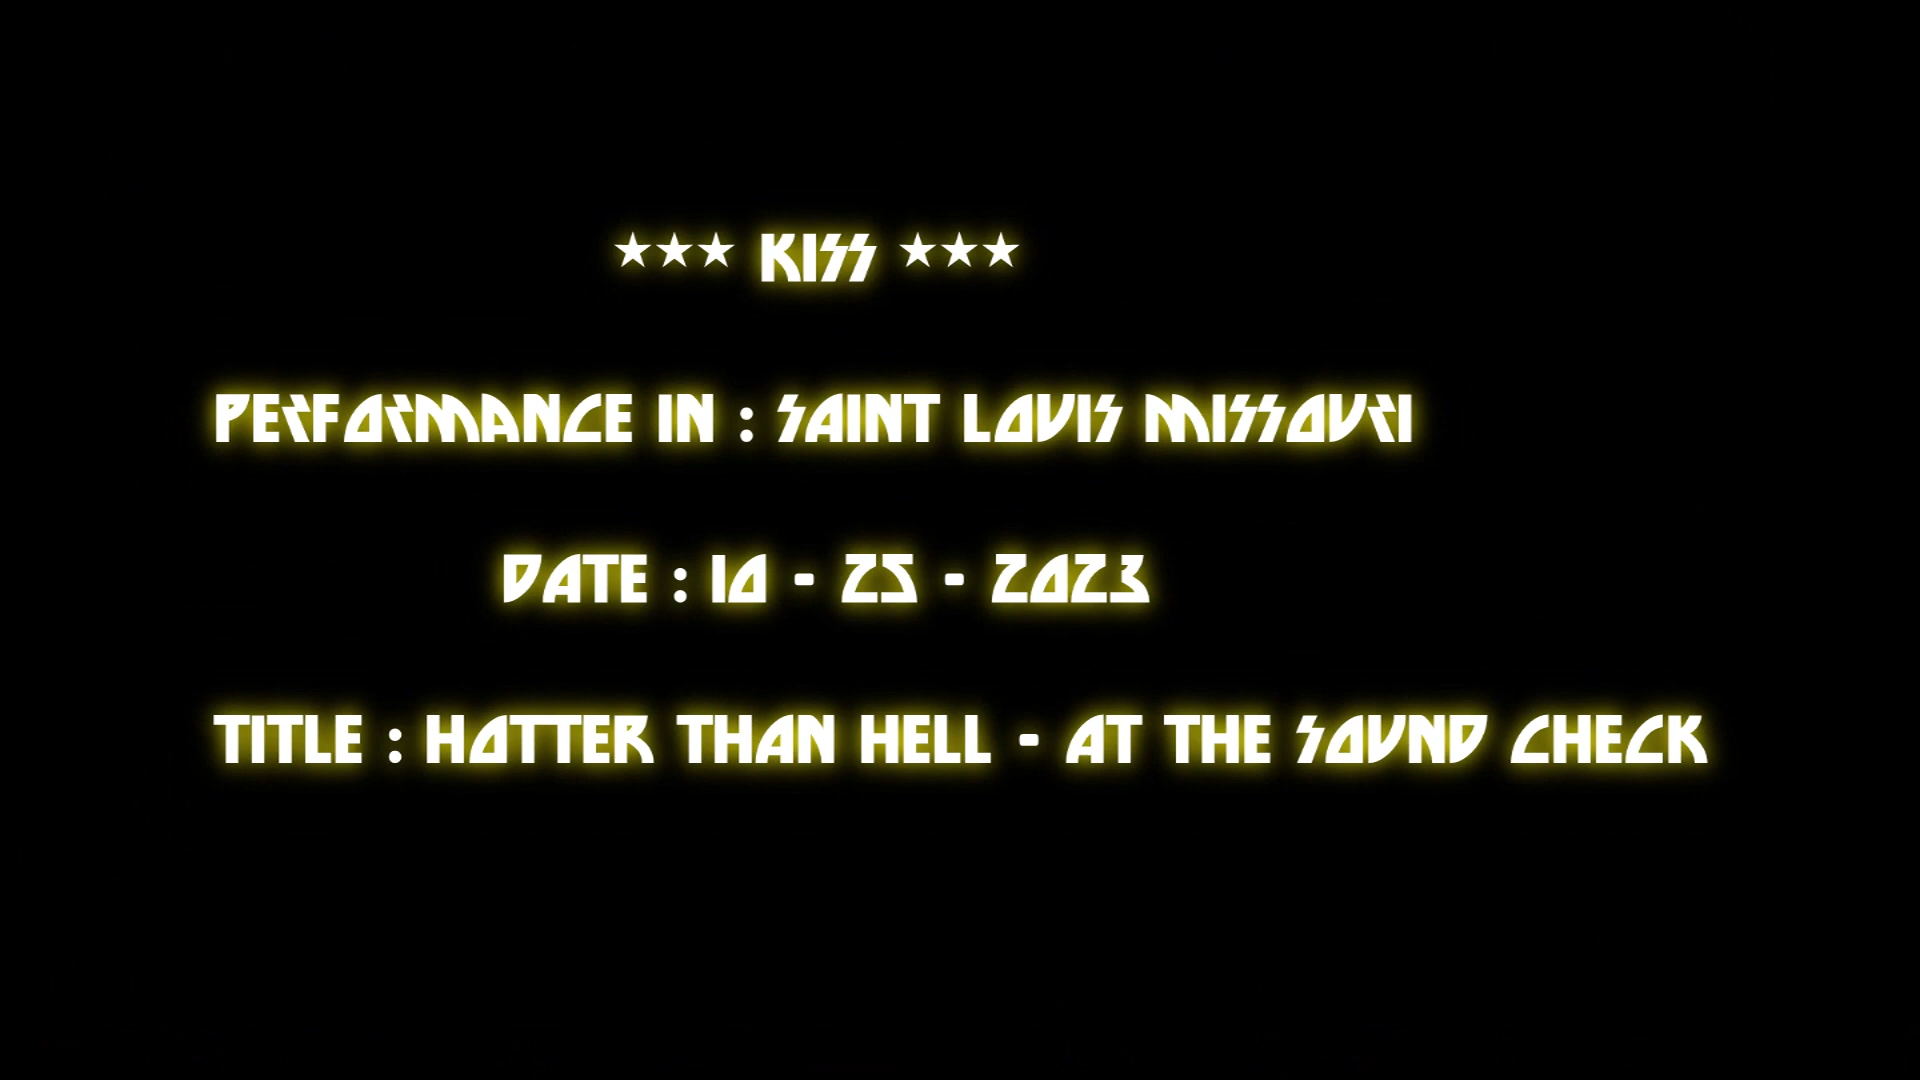 ★★★ KISS ★★★
PERFORMANCE IN : SAINT LOUIS MISSOURI
DATE : 10 - 25 - 2023
TITLE : HOTTER THAN HELL - AT THE SOUND CHECK